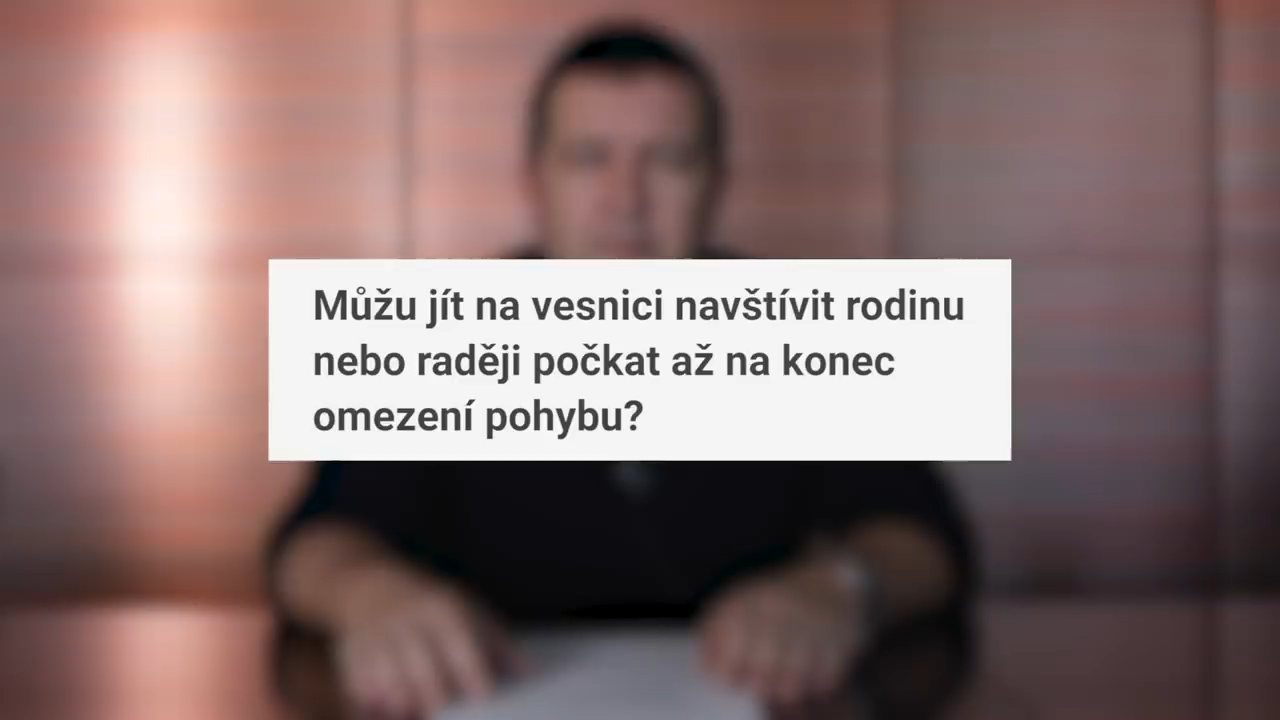 Můžu jít na vesnici navštívit rodinu
nebo raději počkat až na konec
omezení pohybu?